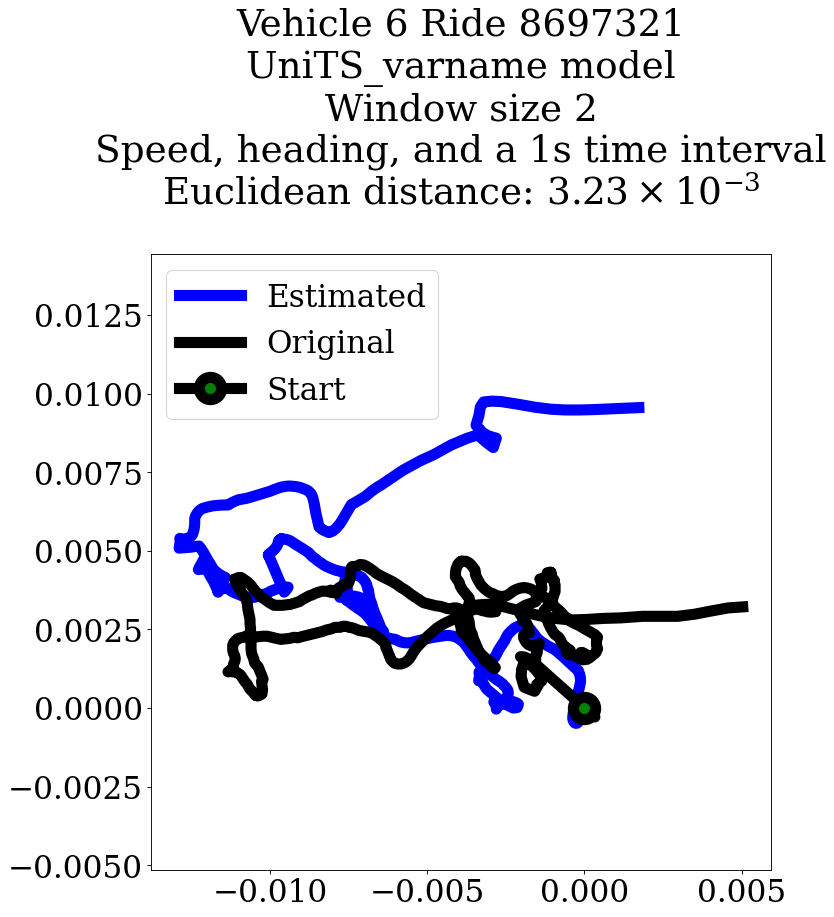 Vehicle 6 Ride 8697321
UniTS_varname model
Window size 2
Speed, heading, and a 1s time interval
Euclidean distance: 3.23 × 10⁻³
Estimated
Original
Start
0.0125
0.0100
0.0075
0.0050
0.0025
0.0000
−0.0025
−0.0050
−0.010 −0.005 0.000 0.005